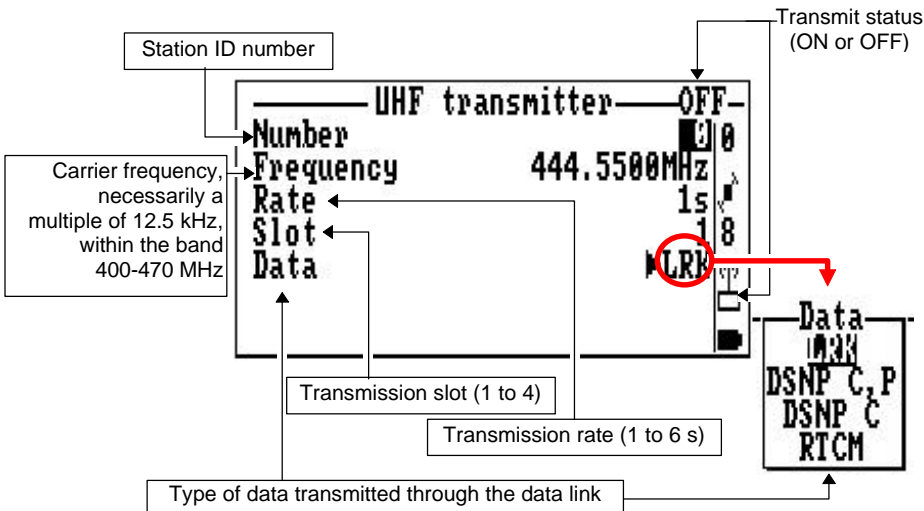 Transmit status
(ON or OFF)
Station ID number
UHF transmitter OFF
Number 0
Frequency 444.5500MHz
Rate 1s
Slot 1
Data LRK
0
8
Carrier frequency,
necessarily a
multiple of 12.5 kHz,
within the band
400-470 MHz
Data
LRK
DSNP C,P
DSNP C
RTCM
Transmission slot (1 to 4)
Transmission rate (1 to 6 s)
Type of data transmitted through the data link